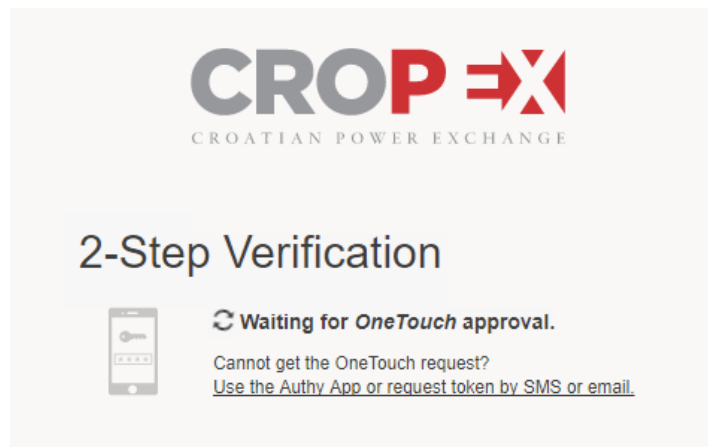 CROPEX
CROATIAN POWER EXCHANGE
2-Step Verification
Waiting for OneTouch approval.
Cannot get the OneTouch request?
Use the Authy App or request token by SMS or email.